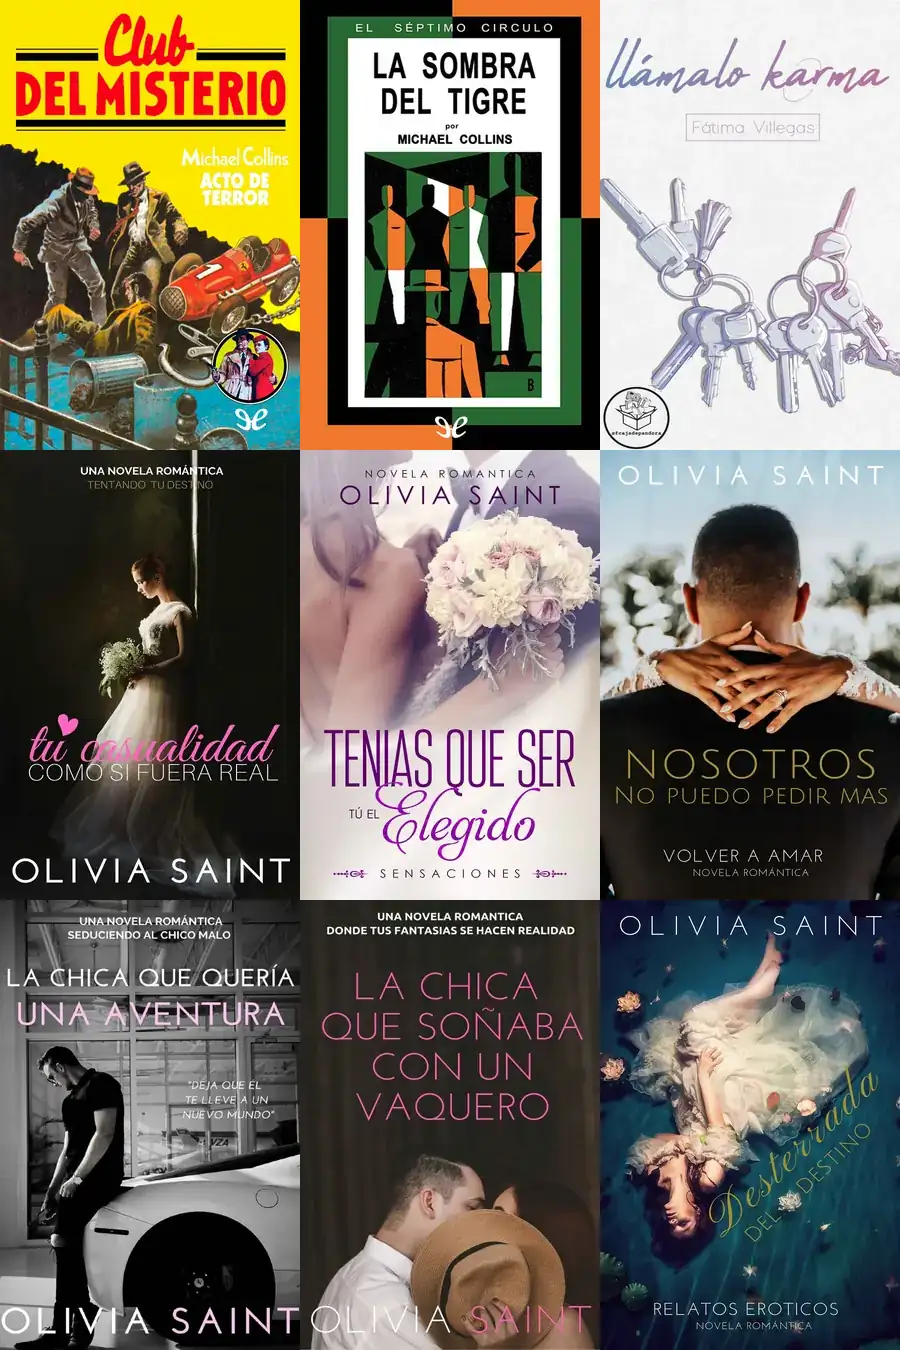 Club
DEL MISTERIO
Michael Collins
ACTO DE
TERROR
1
EL SÉPTIMO CIRCULO
LA SOMBRA
DEL TIGRE
por
MICHAEL COLLINS
B
llámalo karma
Fátima Villegas
@fcajadepandora
UNA NOVELA ROMÁNTICA
TENTANDO TU DESTINO
tu casualidad
COMO SI FUERA REAL
OLIVIA SAINT
NOVELA ROMANTICA
OLIVIA SAINT
TENIAS QUE SER
TÚ EL Elegido
SENSACIONES
OLIVIA SAINT
NOSOTROS
NO PUEDO PEDIR MAS
VOLVER A AMAR
NOVELA ROMÁNTICA
UNA NOVELA ROMÁNTICA
SEDUCIENDO AL CHICO MALO
LA CHICA QUE QUERÍA
UNA AVENTURA
"DEJA QUE EL
TE LLEVE A UN
NUEVO MUNDO"
OLIVIA SAINT
UNA NOVELA ROMANTICA
DONDE TUS FANTASIAS SE HACEN REALIDAD
LA CHICA
QUE SOÑABA
CON UN
VAQUERO
OLIVIA SAINT
OLIVIA SAINT
Desterrada
DEL DESTINO
RELATOS EROTICOS
NOVELA ROMÁNTICA